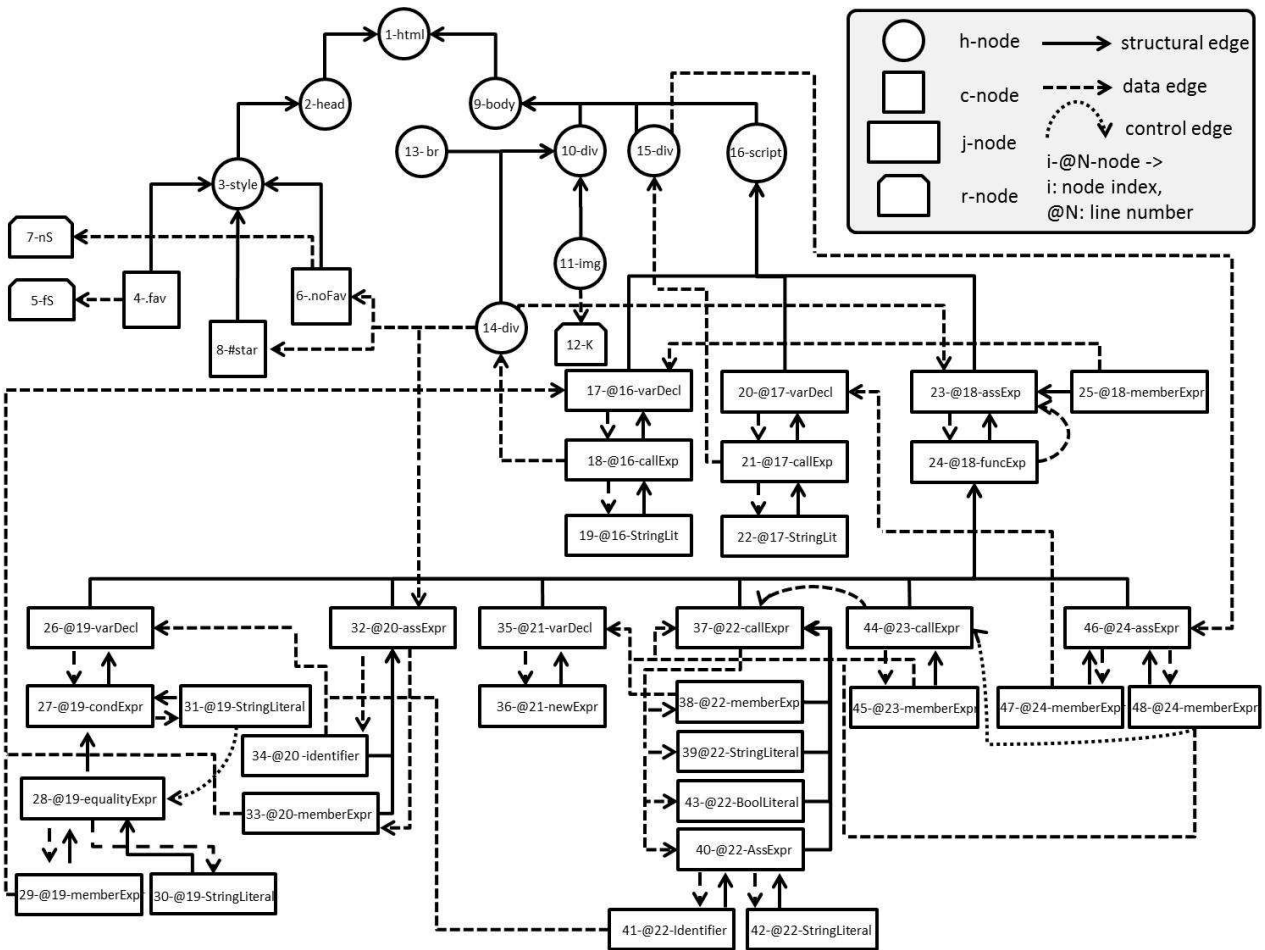 1-html
h-node
structural edge
2-head
9-body
c-node
data edge
13- br
10-div
15-div
16-script
j-node
control edge
i-@N-node ->
i: node index,
@N: line number
r-node
3-style
7-nS
5-fS
4-.fav
6-.noFav
11-img
8-#star
14-div
12-K
17-@16-varDecl
20-@17-varDecl
23-@18-assExp
25-@18-memberExpr
18-@16-callExp
21-@17-callExp
24-@18-funcExp
19-@16-StringLit
22-@17-StringLit
26-@19-varDecl
32-@20-assExpr
35-@21-varDecl
37-@22-callExpr
44-@23-callExpr
46-@24-assExpr
27-@19-condExpr
31-@19-StringLiteral
36-@21-newExpr
38-@22-memberExp
45-@23-memberExp
47-@24-memberExpr
48-@24-memberExpr
34-@20 -identifier
39@22-StringLiteral
28-@19-equalityExpr
33-@20-memberExpr
43-@22-BoolLiteral
40-@22-AssExpr
29-@19-memberExpr
30-@19-StringLiteral
41-@22-Identifier
42-@22-StringLiteral